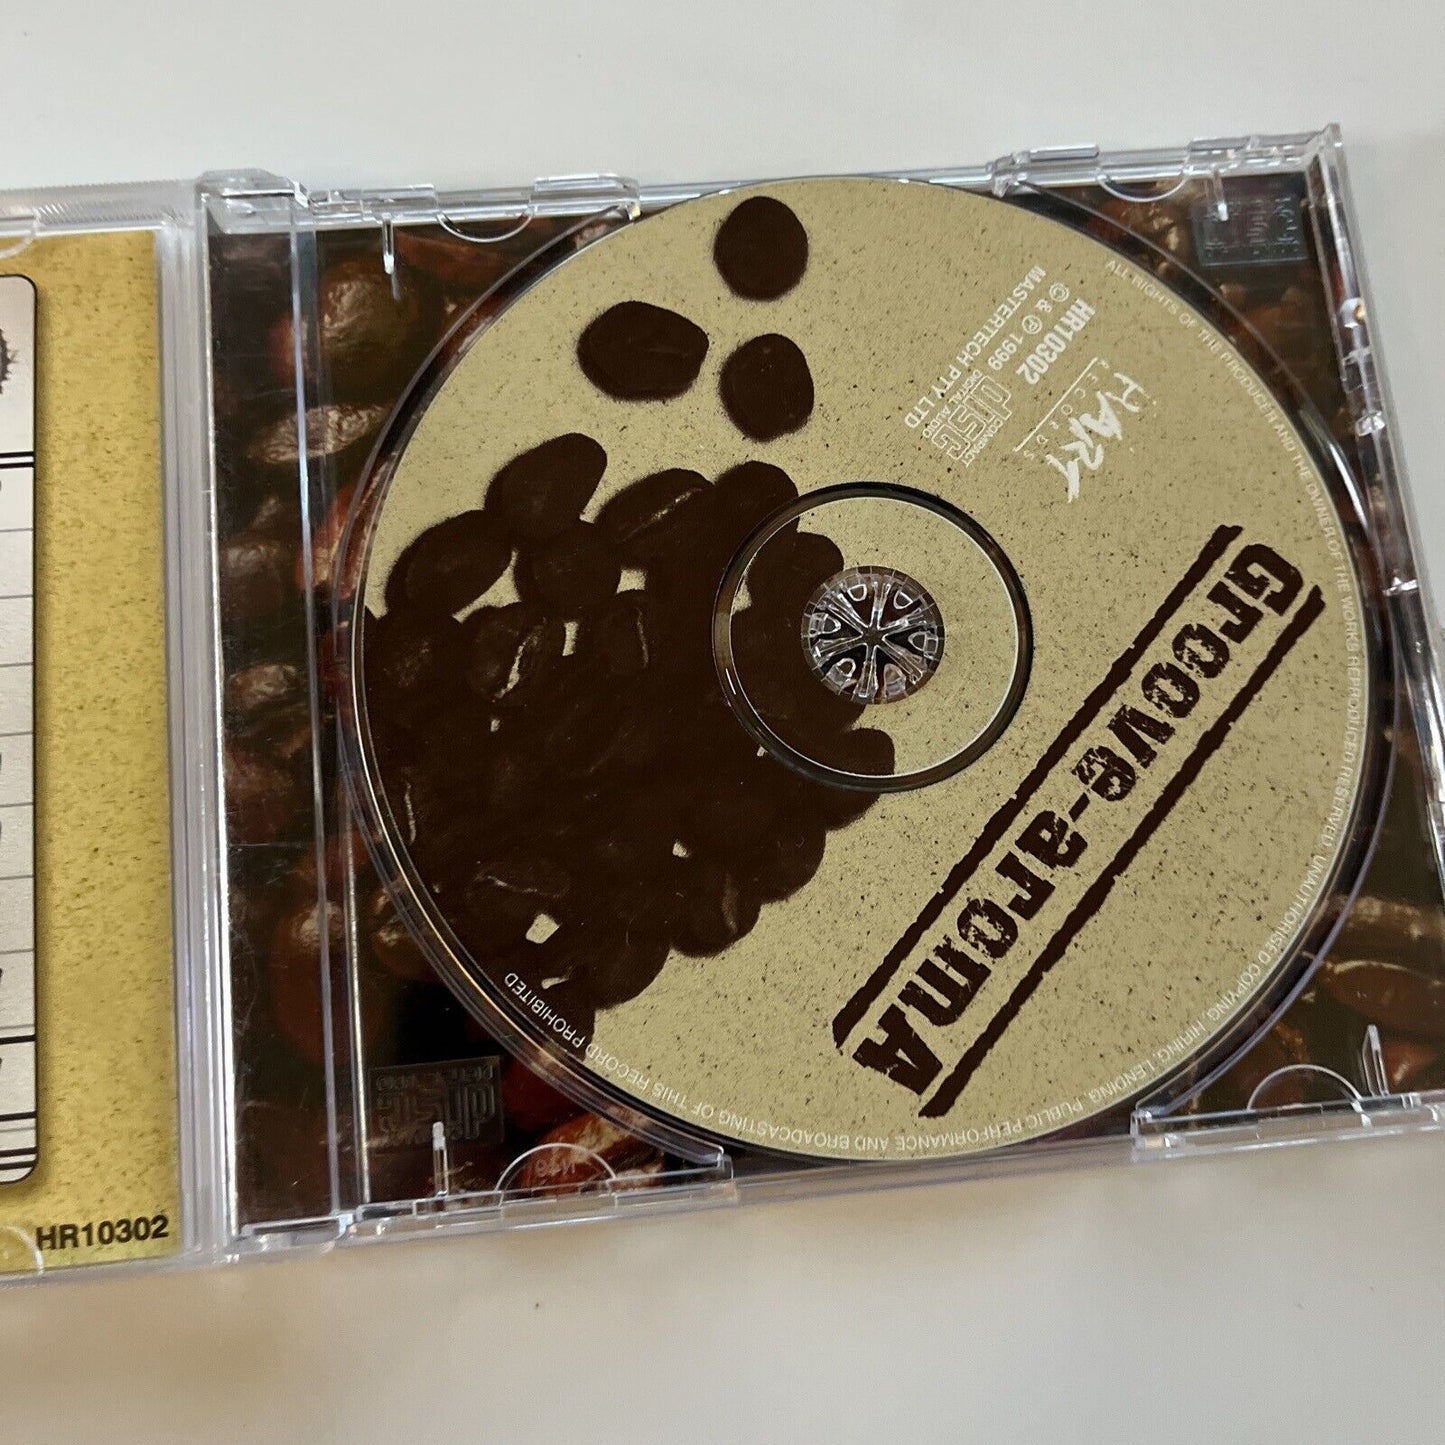 Groove-aromA
HART
RECORDS
HR10302
© & ℗ 1999
MASTERTECH PTY LTD
COMPACT
disc
DIGITAL AUDIO
ALL RIGHTS OF THE PRODUCER AND THE OWNER OF THE WORKS REPRODUCED RESERVED. UNAUTHORISED COPYING, HIRING, LENDING, PUBLIC PERFORMANCE AND BROADCASTING OF THIS RECORD PROHIBITED
HR10302